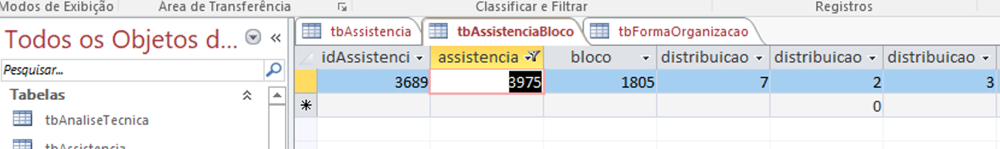 Modos de Exibição Área de Transferência Classificar e Filtrar Registros
Todos os Objetos d... «
tbAssistencia tbAssistenciaBloco tbFormaOrganizacao
Pesquisar...
idAssistenci assistencia bloco distribuicao distribuicao distribuicao
3689 3975 1805 7 2 3
Tabelas
0
tbAnaliseTecnica
tbAssistencia